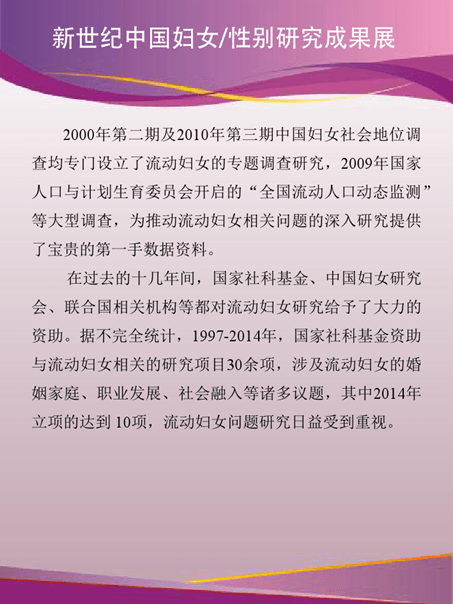 新世纪中国妇女/性别研究成果展
2000年第二期及2010年第三期中国妇女社会地位调
查均专门设立了流动妇女的专题调查研究，2009年国家
人口与计划生育委员会开启的“全国流动人口动态监测”
等大型调查，为推动流动妇女相关问题的深入研究提供
了宝贵的第一手数据资料。
在过去的十几年间，国家社科基金、中国妇女研究
会、联合国相关机构等都对流动妇女研究给予了大力的
资助。据不完全统计，1997-2014年，国家社科基金资助
与流动妇女相关的研究项目30余项，涉及流动妇女的婚
姻家庭、职业发展、社会融入等诸多议题，其中2014年
立项的达到 10项，流动妇女问题研究日益受到重视。